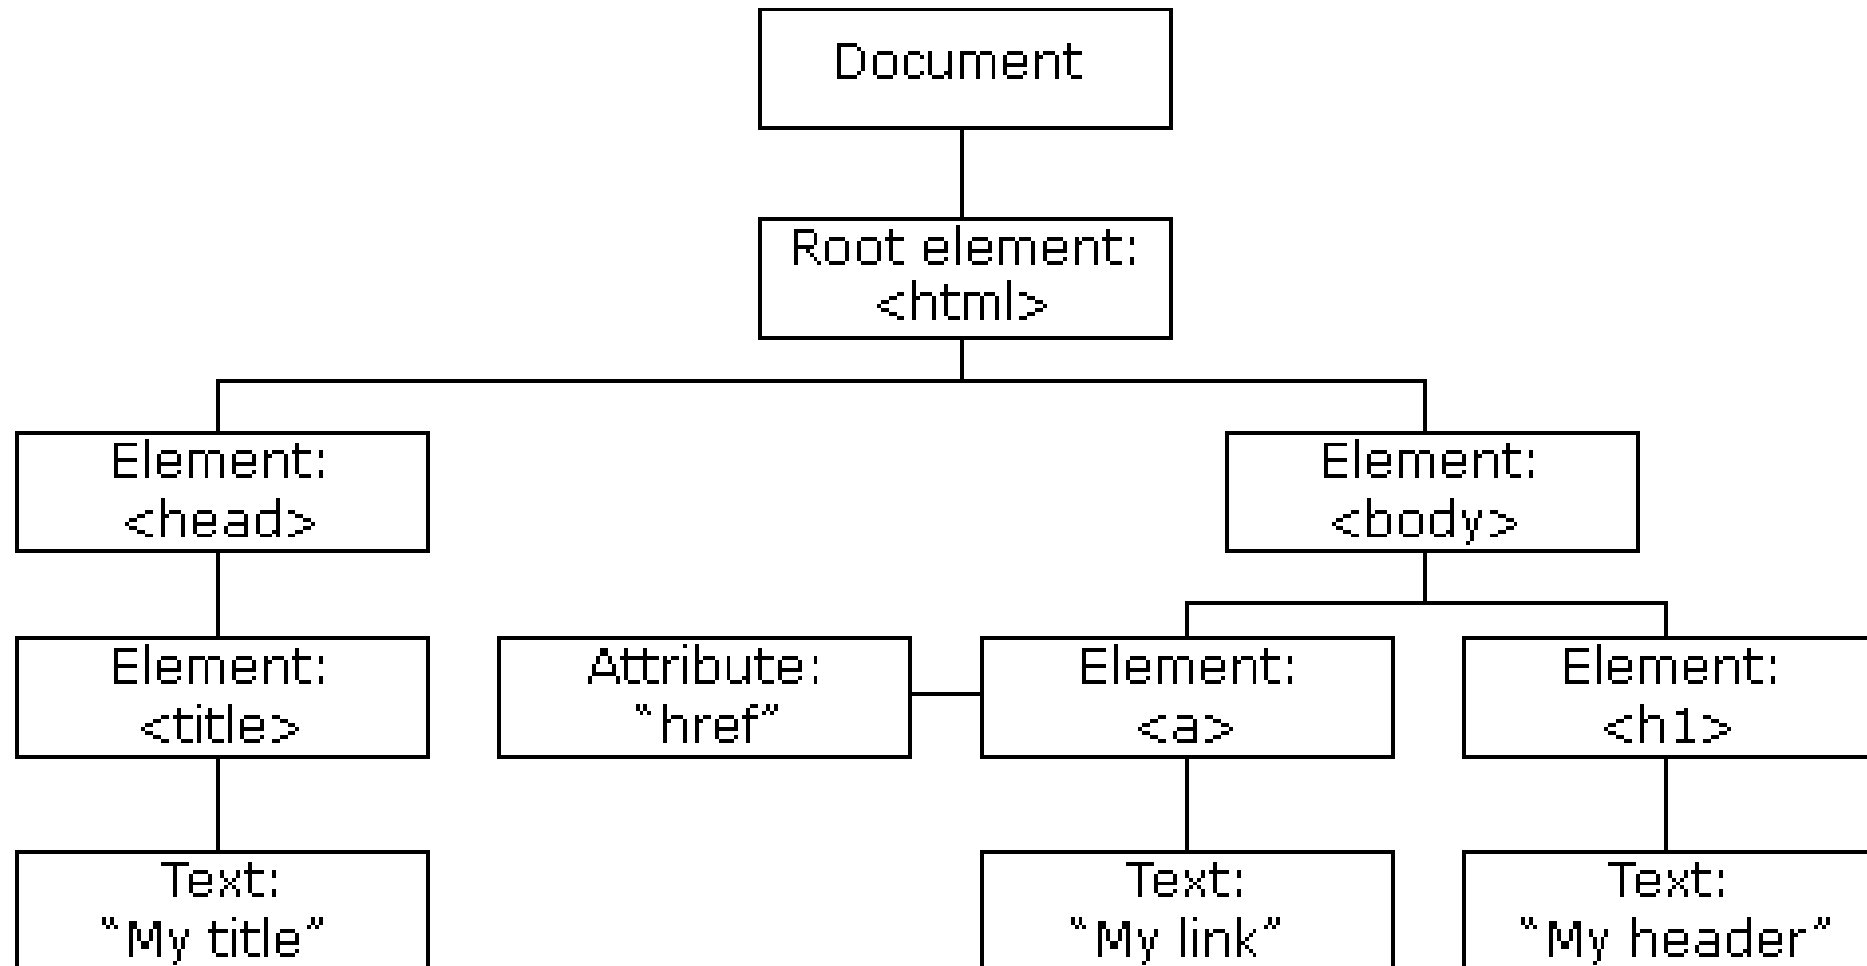 Document
Root element:
<html>
Element:
<head>
Element:
<body>
Element:
<title>
Attribute:
“href”
Element:
<a>
Element:
<h1>
Text:
“My title”
Text:
“My link”
Text:
“My header”